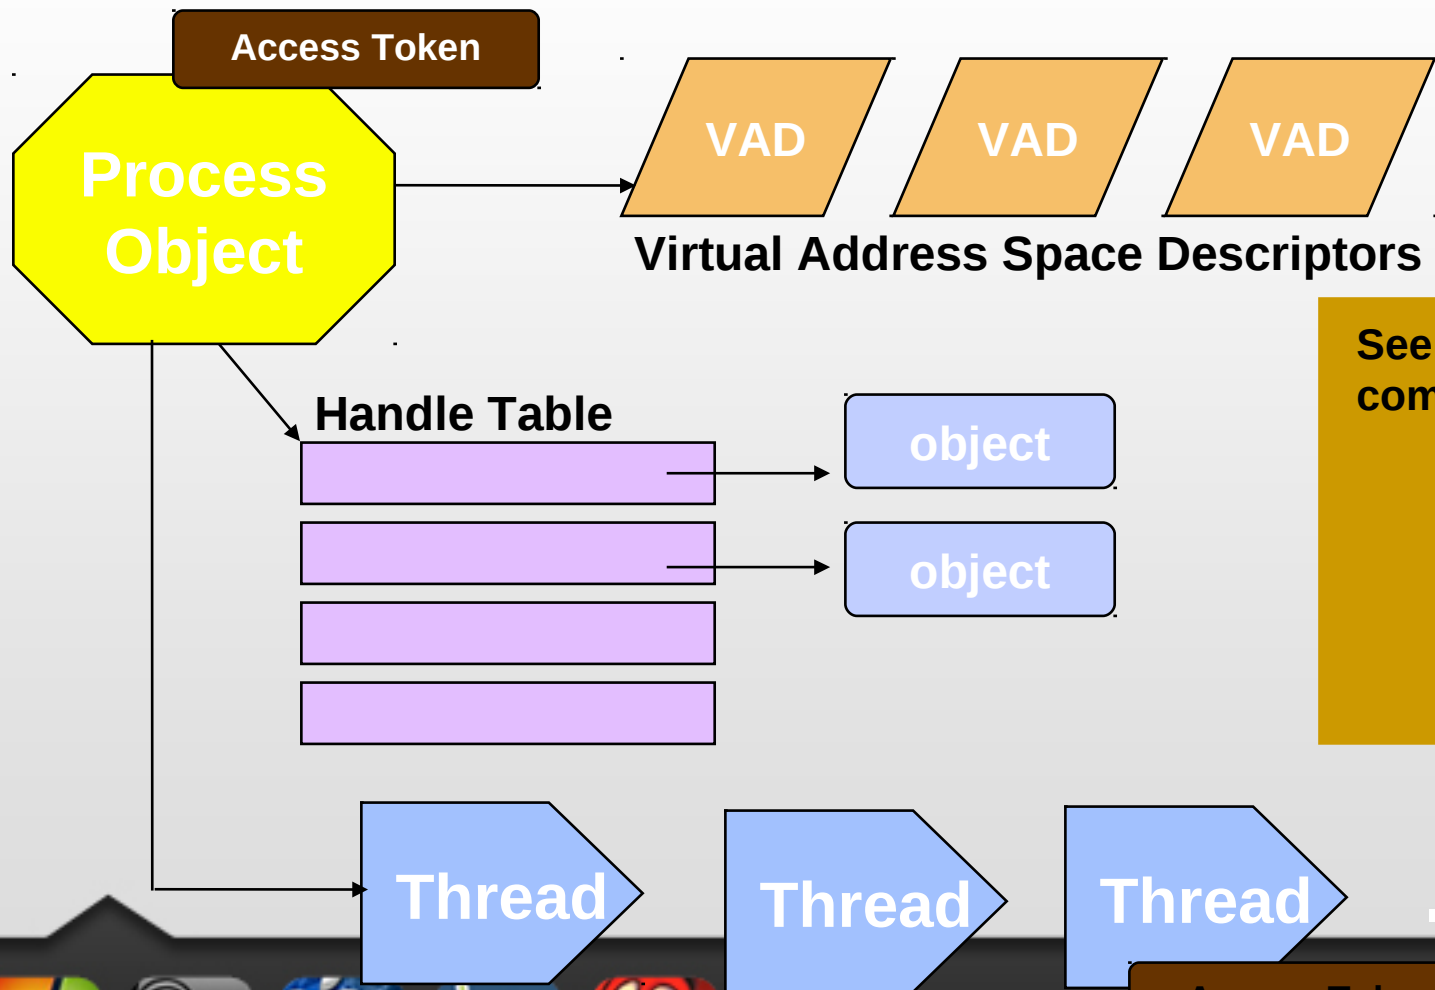 Access Token
VAD
VAD
VAD
Process
Object
Virtual Address Space Descriptors
See
Handle Table
object
object
Thread
Thread
Thread
Access